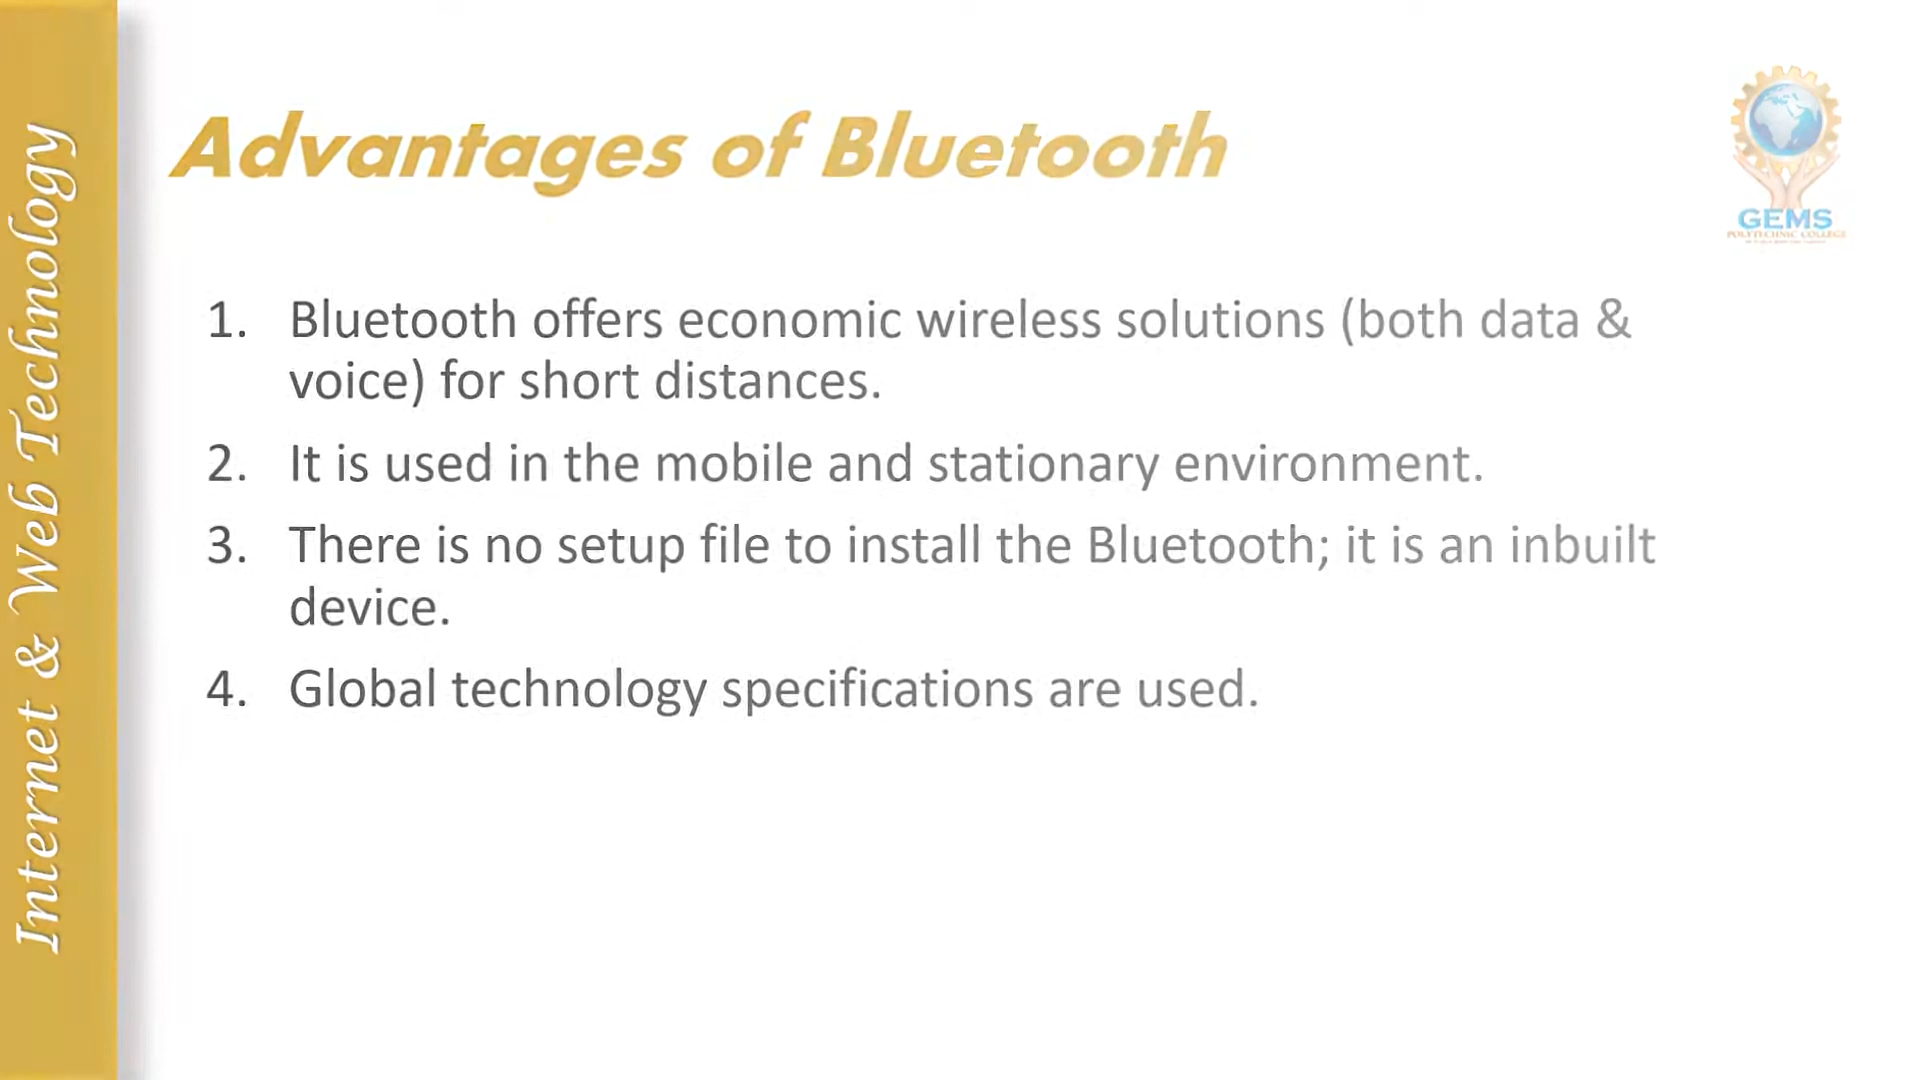 Internet & Web Technology
Advantages of Bluetooth
GEMS
POLYTECHNIC COLLEGE
1. Bluetooth offers economic wireless solutions (both data &
voice) for short distances.
2. It is used in the mobile and stationary environment.
3. There is no setup file to install the Bluetooth; it is an inbuilt
device.
4. Global technology specifications are used.